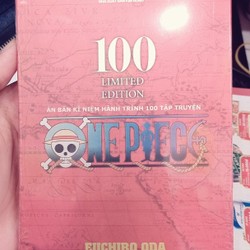 100
LIMITED
EDITION
ẤN BẢN KỈ NIỆM HÀNH TRÌNH 100 TẬP TRUYỆN
ONE PIECE
EIICHIRO ODA